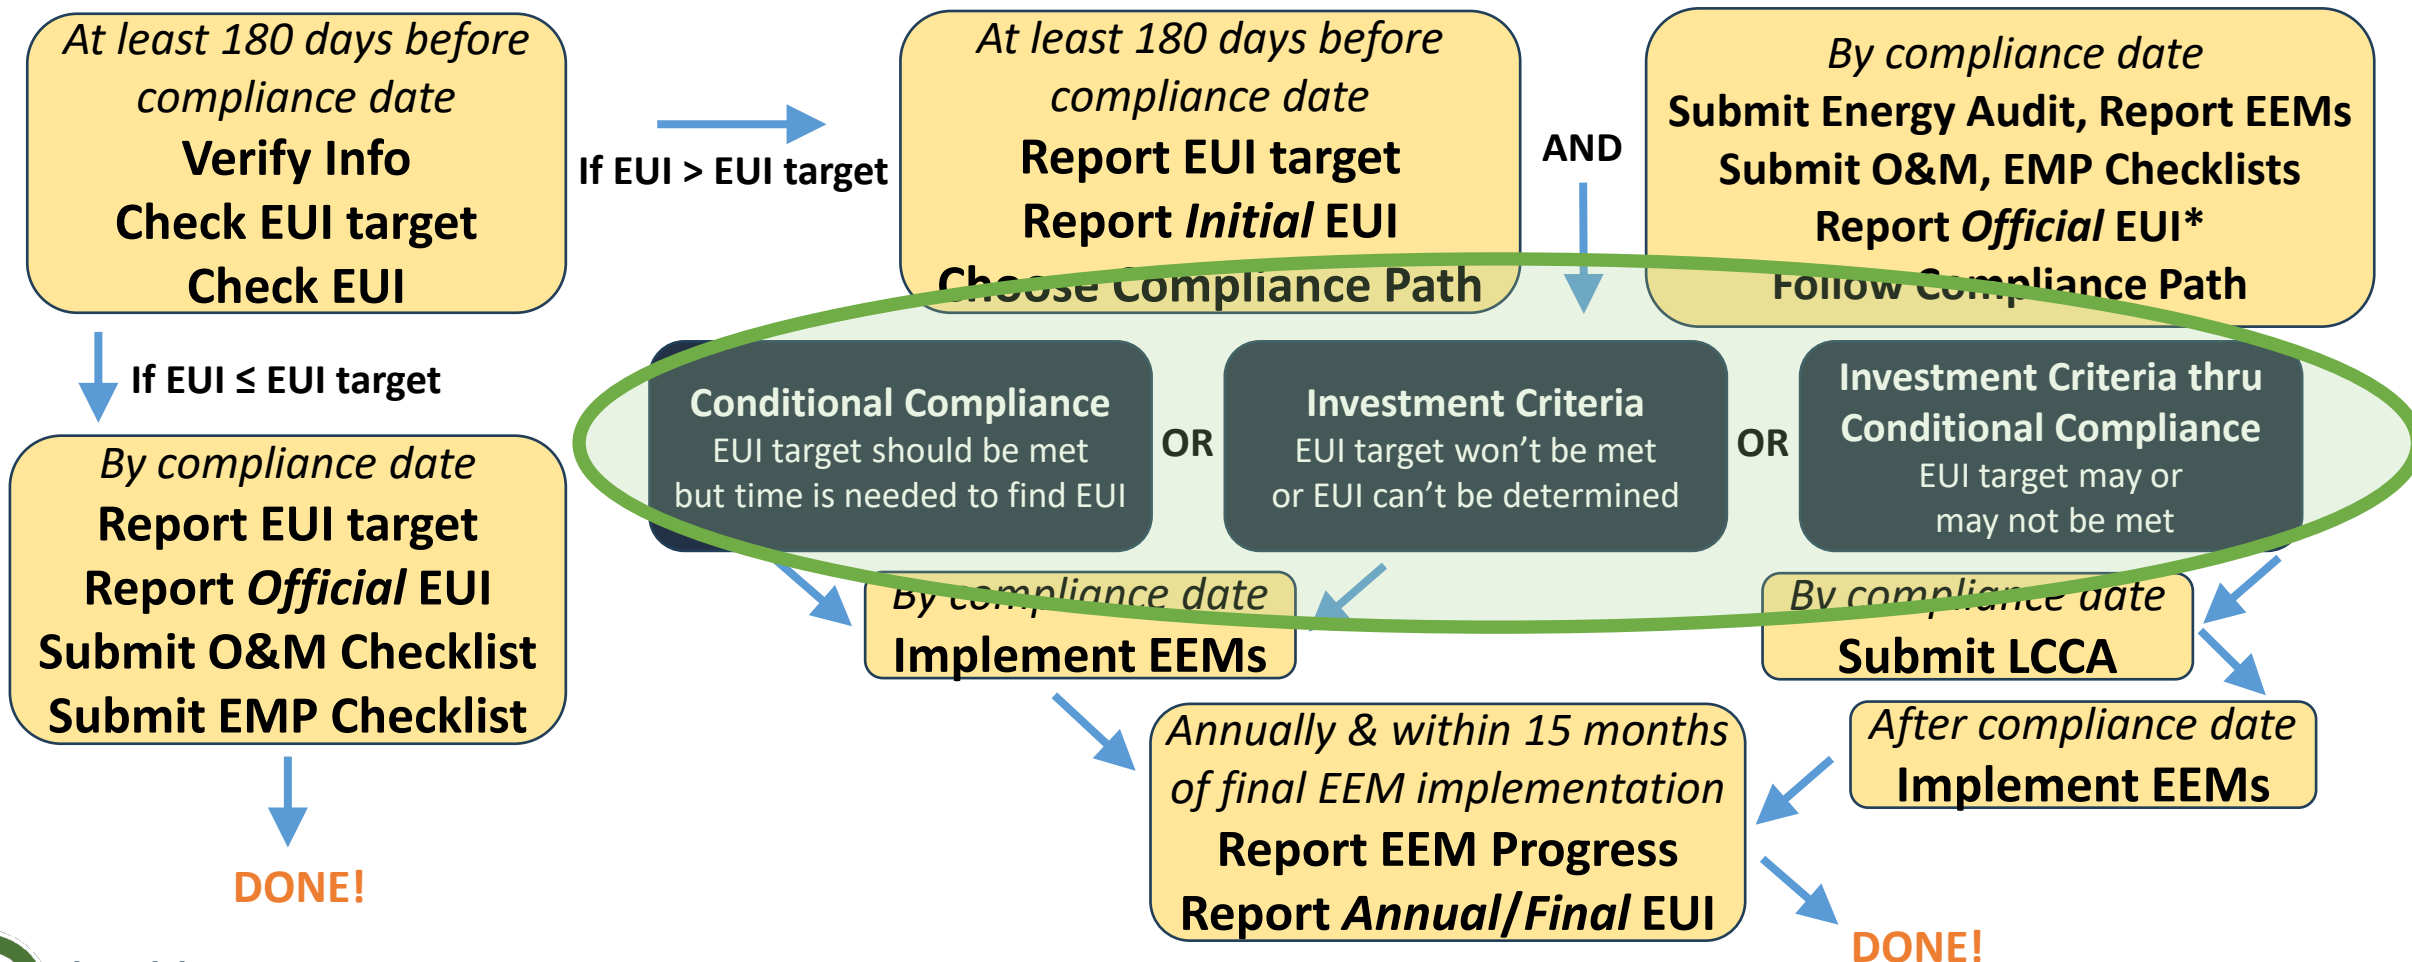 At least 180 days before
compliance date
Verify Info
Check EUI target
Check EUI
If EUI > EUI target
At least 180 days before
compliance date
Report EUI target
Report Initial EUI
Choose Compliance Path
AND
By compliance date
Submit Energy Audit, Report EEMs
Submit O&M, EMP Checklists
Report Official EUI*
Follow Compliance Path
If EUI ≤ EUI target
By compliance date
Report EUI target
Report Official EUI
Submit O&M Checklist
Submit EMP Checklist
DONE!
Conditional Compliance
EUI target should be met
but time is needed to find EUI
OR
Investment Criteria
EUI target won’t be met
or EUI can’t be determined
OR
Investment Criteria thru
Conditional Compliance
EUI target may or
may not be met
By compliance date
Implement EEMs
By compliance date
Submit LCCA
After compliance date
Implement EEMs
Annually & within 15 months
of final EEM implementation
Report EEM Progress
Report Annual/Final EUI
DONE!